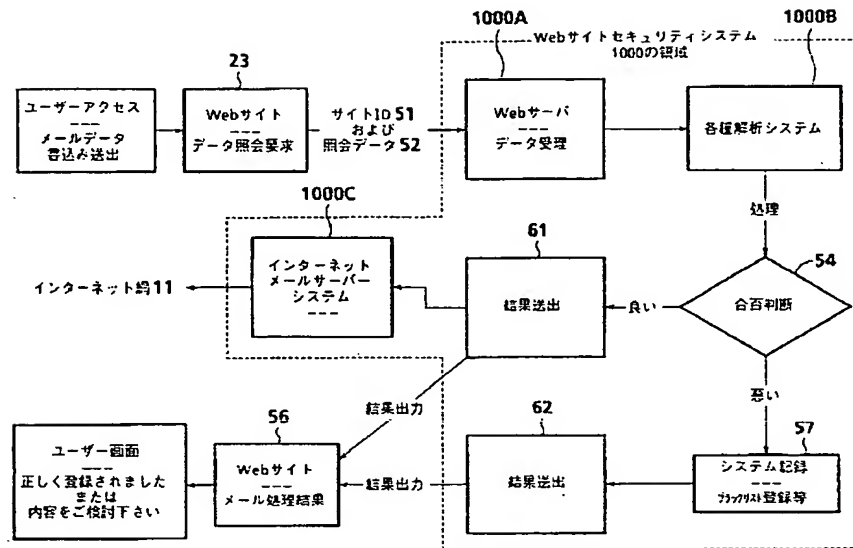 1000A
1000B
Webサイトセキュリティシステム
1000の領域
23
ユーザーアクセス
---
メールデータ
書込み送出
Webサイト
---
データ照会要求
サイトID 51
および
照会データ52
Webサーバ
---
データ受理
各種解析システム
処理
1000C
61
54
インターネット網11
インターネット
メールサーバー
システム
---
結果送出
良い
合否判断
悪い
結果出力
56
62
57
ユーザー画面
---
正しく登録されました
または
内容をご検討下さい
Webサイト
---
メール処理結果
結果出力
結果送出
システム記録
---
ブラックリスト登録等